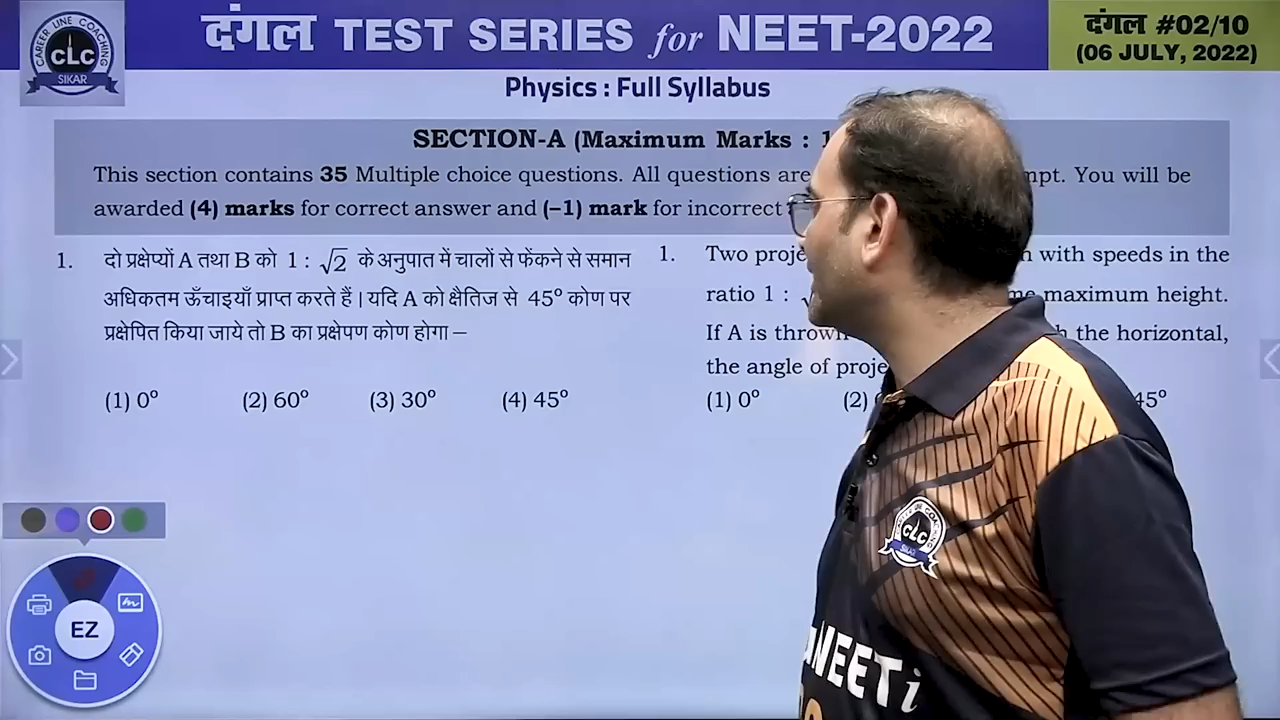 दंगल TEST SERIES for NEET-2022
दंगल #02/10
(06 JULY, 2022)
CAREER LINE COACHING
CLC
SIKAR
Physics : Full Syllabus
SECTION-A (Maximum Marks : 1
This section contains 35 Multiple choice questions. All questions are mpt. You will be
awarded (4) marks for correct answer and (–1) mark for incorrect
1. दो प्रक्षेप्यों A तथा B को 1 : √2 के अनुपात में चालों से फेंकने से समान
अधिकतम ऊँचाइयाँ प्राप्त करते हैं। यदि A को क्षैतिज से 45° कोण पर
प्रक्षेपित किया जाये तो B का प्रक्षेपण कोण होगा –
(1) 0° (2) 60° (3) 30° (4) 45°
1. Two proje with speeds in the
ratio 1 : maximum height.
If A is thrown the horizontal,
the angle of proje
(1) 0° (2) 45°
EZ
CLC
SIKAR
NEET i